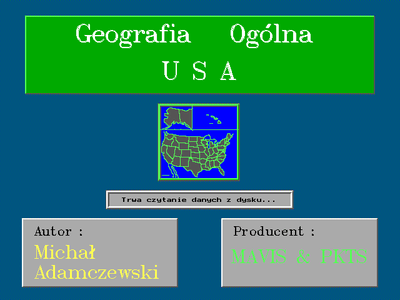 Geografia Ogólna
U S A
Trwa czytanie danych z dysku...
Autor :
Michał
Adamczewski
Producent :
MAVIS & PKTS